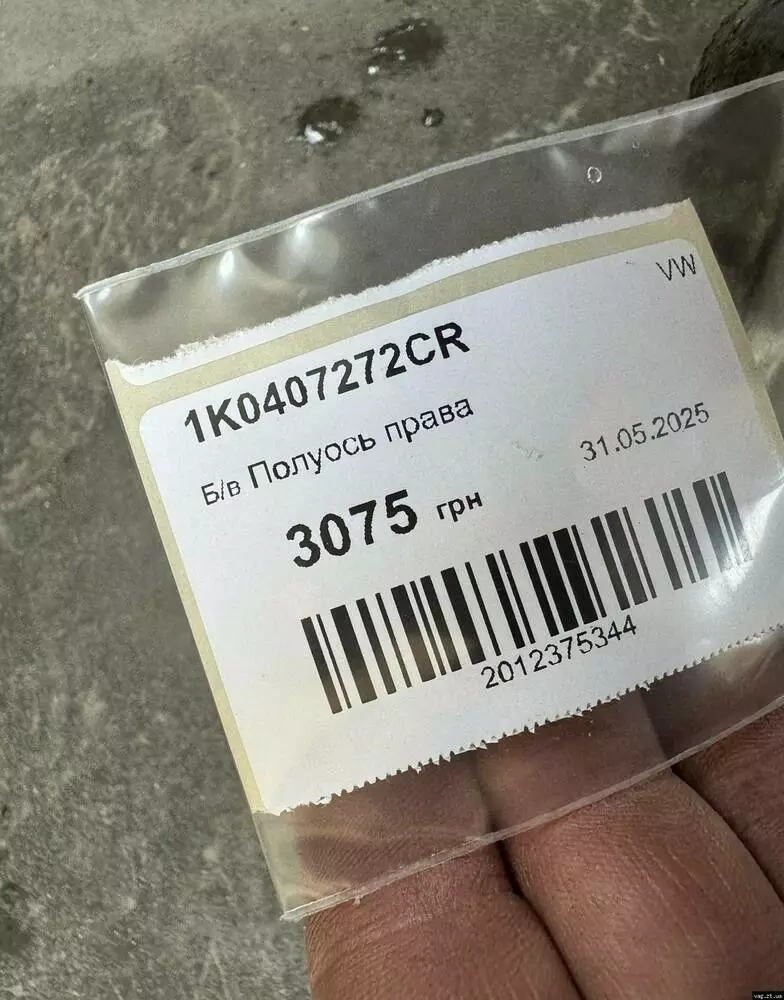 VW
1K0407272CR
Б/в Полуось права
31.05.2025
3075 грн
2012375344